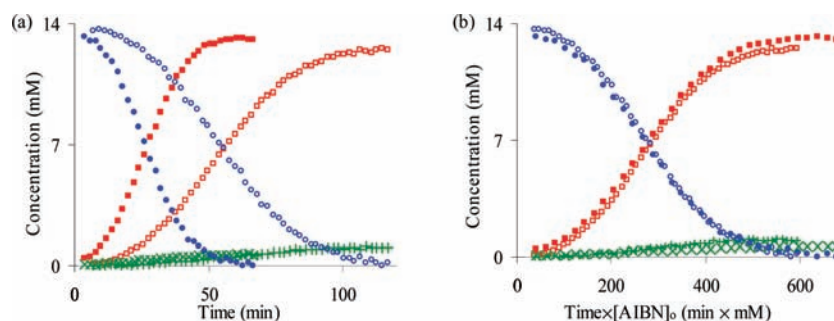 (a)
14
7
0
Concentration (mM)
0
50
100
Time (min)
(b)
14
7
0
Concentration (mM)
0
200
400
600
Time×[AIBN]₀ (min × mM)